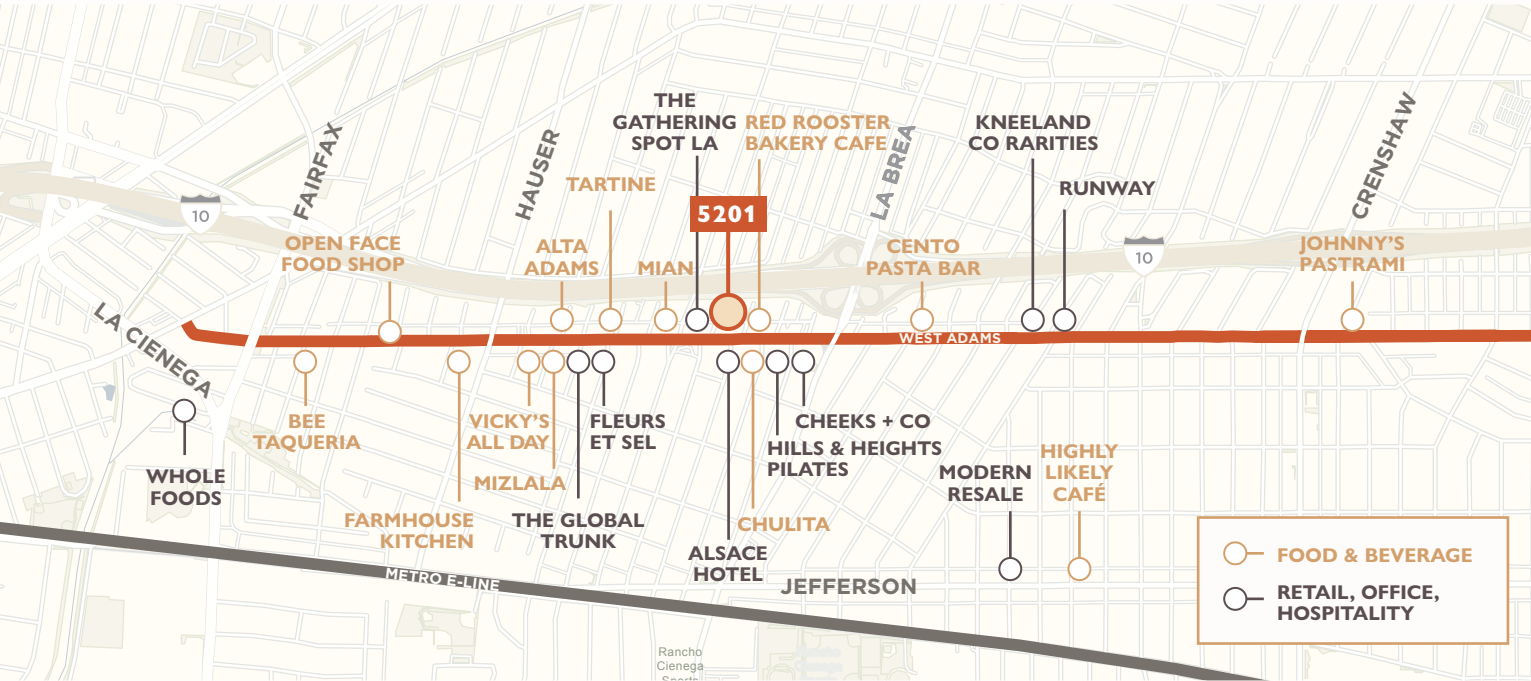 THE
GATHERING
SPOT LA
RED ROOSTER
BAKERY CAFE
KNEELAND
CO RARITIES
CRENSHAW
FAIRFAX
HAUSER
LA BREA
TARTINE
RUNWAY
5201
10
OPEN FACE
FOOD SHOP
ALTA
ADAMS
MIAN
CENTO
PASTA BAR
10
JOHNNY'S
PASTRAMI
LA CIENEGA
WEST ADAMS
BEE
TAQUERIA
VICKY'S
ALL DAY
FLEURS
ET SEL
CHEEKS + CO
HILLS & HEIGHTS
PILATES
WHOLE
FOODS
MIZLALA
MODERN
RESALE
HIGHLY
LIKELY
CAFÉ
FARMHOUSE
KITCHEN
THE GLOBAL
TRUNK
CHULITA
ALSACE
HOTEL
METRO E-LINE
JEFFERSON
FOOD & BEVERAGE
RETAIL, OFFICE,
HOSPITALITY
Rancho
Cienega
Sports